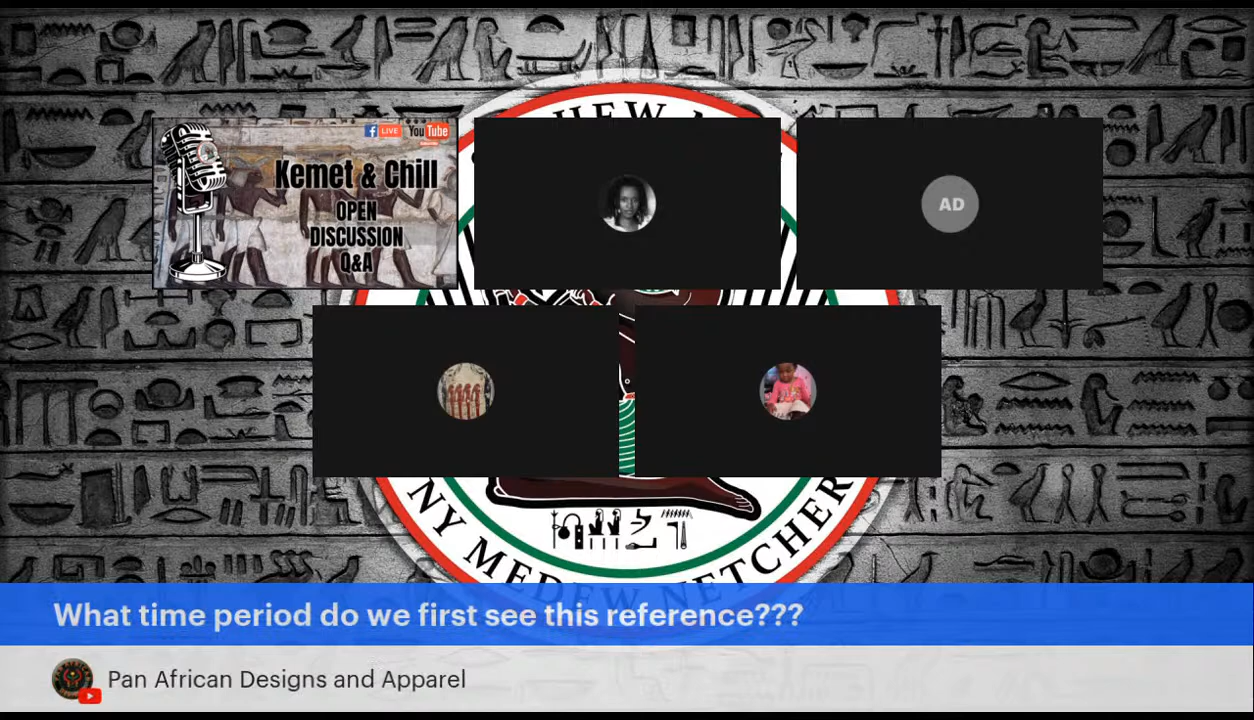 LIVE YouTube
Kemet & Chill
OPEN
DISCUSSION
Q&A
AD
NY MEDEW NETCHER
What time period do we first see this reference???
Pan African Designs and Apparel